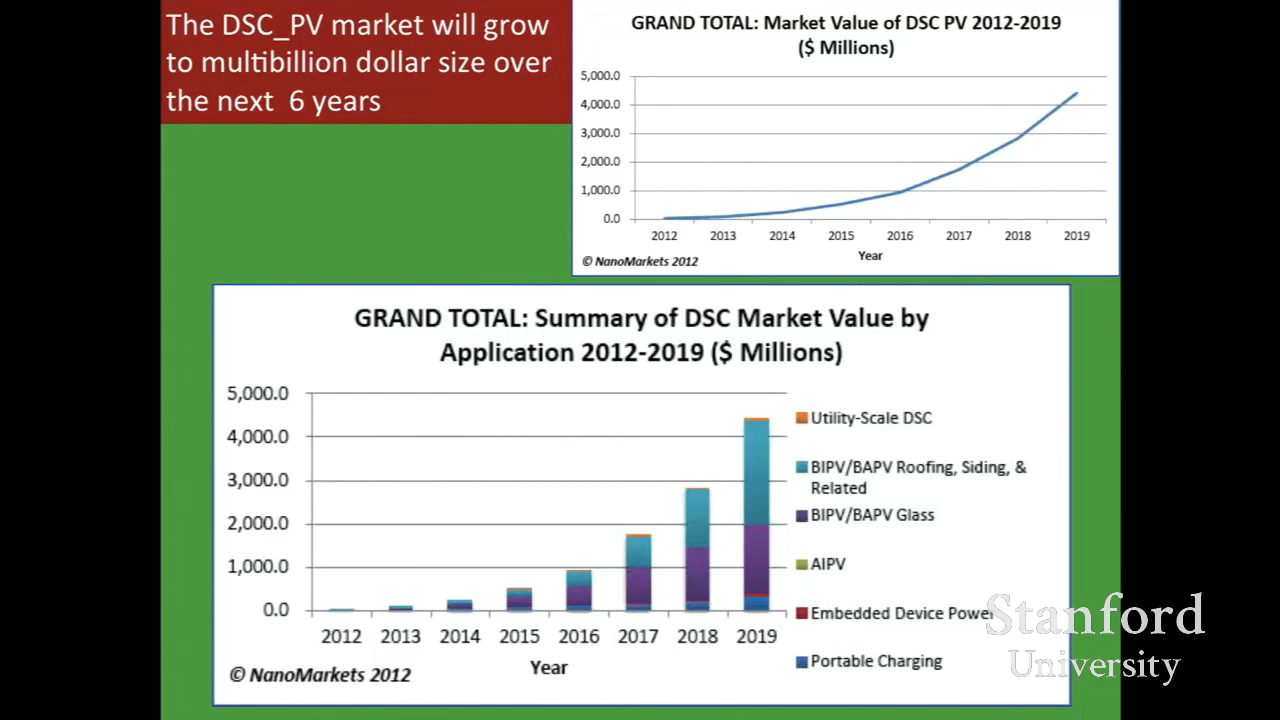 The DSC_PV market will grow
to multibillion dollar size over
the next 6 years
GRAND TOTAL: Market Value of DSC PV 2012-2019
($ Millions)
5,000.0
4,000.0
3,000.0
2,000.0
1,000.0
0.0
2012 2013 2014 2015 2016 2017 2018 2019
Year
© NanoMarkets 2012
GRAND TOTAL: Summary of DSC Market Value by
Application 2012-2019 ($ Millions)
5,000.0
4,000.0
3,000.0
2,000.0
1,000.0
0.0
2012 2013 2014 2015 2016 2017 2018 2019
Year
© NanoMarkets 2012
Utility-Scale DSC
BIPV/BAPV Roofing, Siding, &
Related
BIPV/BAPV Glass
AIPV
Embedded Device Power
Portable Charging
Stanford
University